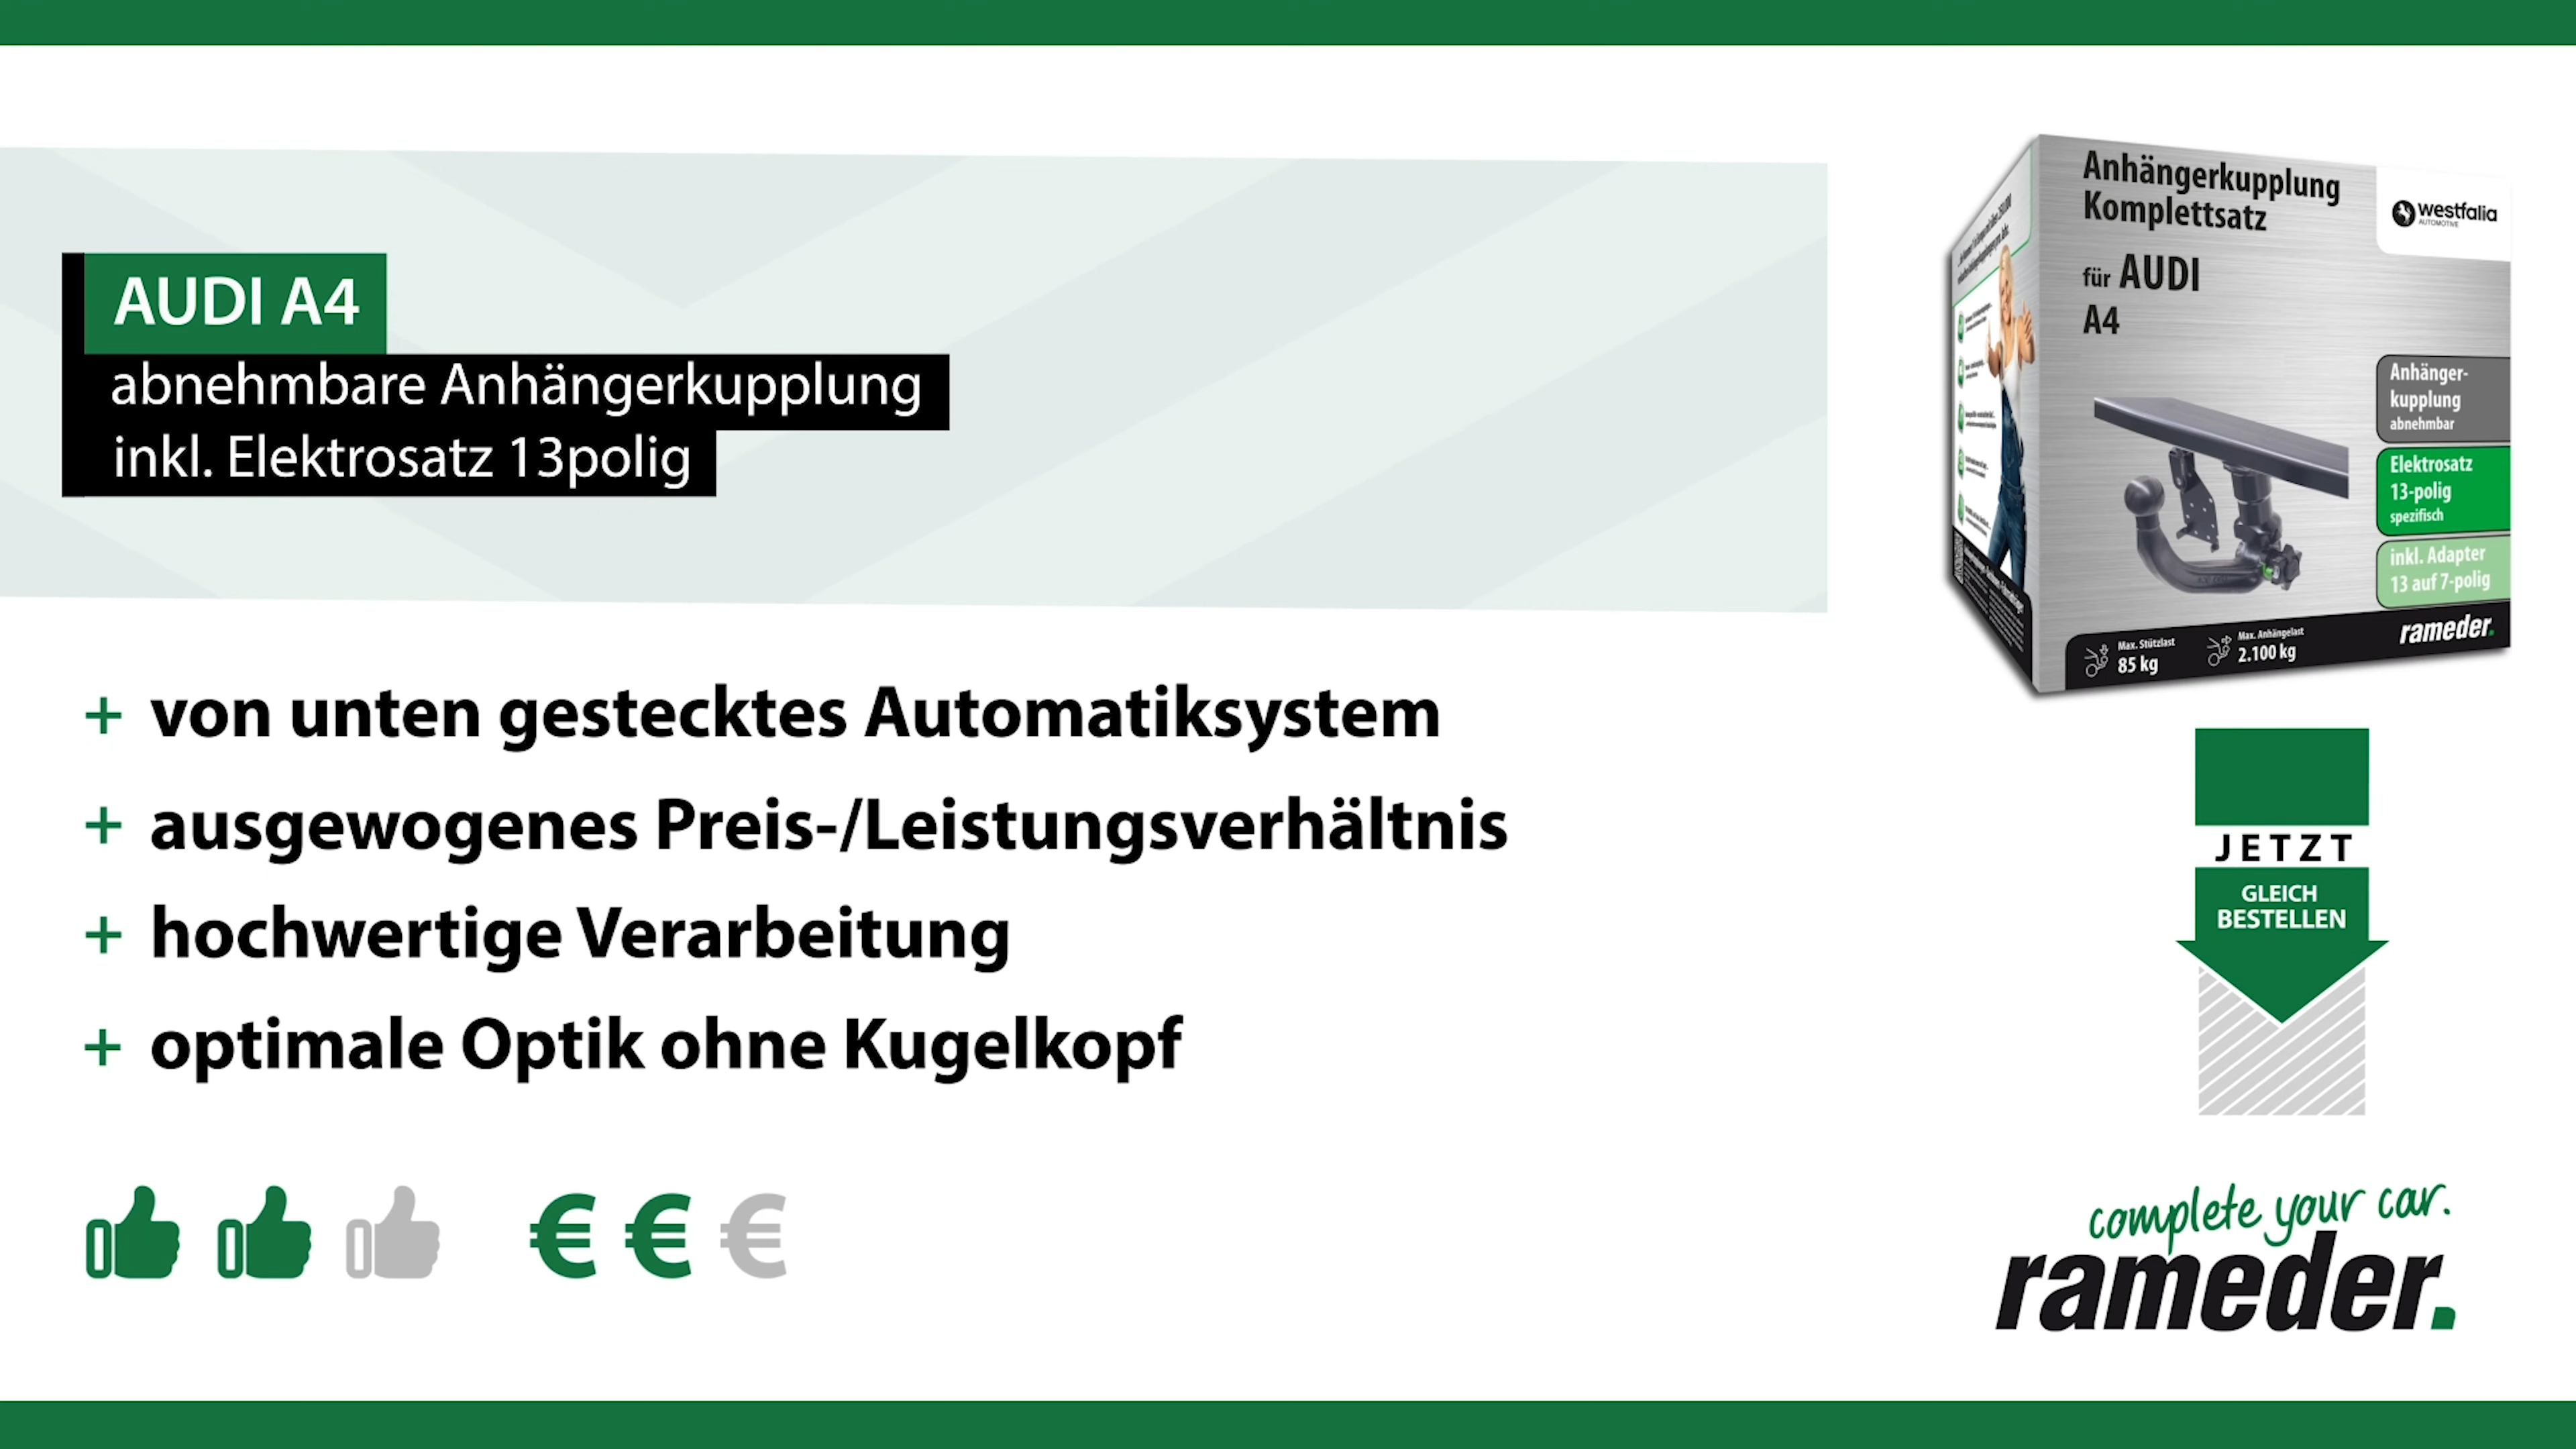 AUDI A4
abnehmbare Anhängerkupplung
inkl. Elektrosatz 13polig
+ von unten gestecktes Automatiksystem
+ ausgewogenes Preis-/Leistungsverhältnis
+ hochwertige Verarbeitung
+ optimale Optik ohne Kugelkopf
€ € €
Anhängerkupplung
Komplettsatz
für AUDI
A4
westfalia
AUTOMOTIVE
Anhänger-
kupplung
abnehmbar
Elektrosatz
13-polig
spezifisch
inkl. Adapter
13 auf 7-polig
Max. Stützlast
85 kg
Max. Anhängelast
2.100 kg
rameder.
JETZT
GLEICH
BESTELLEN
complete your car.
rameder.